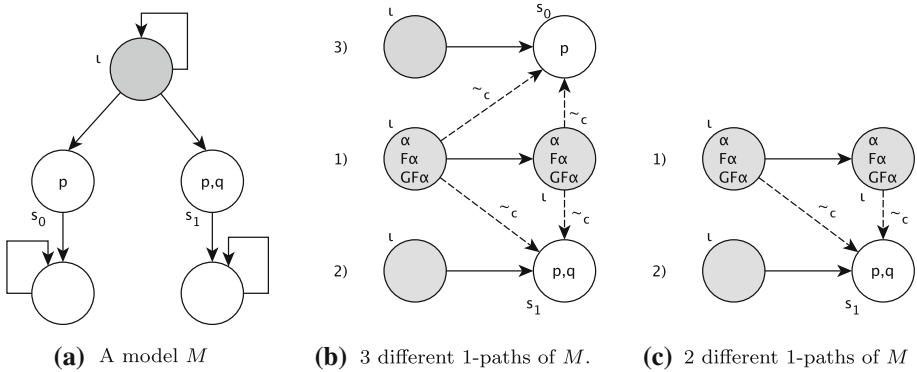 ι
p
p,q
s0
s1
(a) A model M
ι
s0
3)
p
~c
~c
ι
1)
α
Fα
GFα
α
Fα
GFα
ι
~c
~c
ι
2)
p,q
s1
(b) 3 different 1-paths of M.
ι
1)
α
Fα
GFα
α
Fα
GFα
ι
~c
~c
ι
2)
p,q
s1
(c) 2 different 1-paths of M